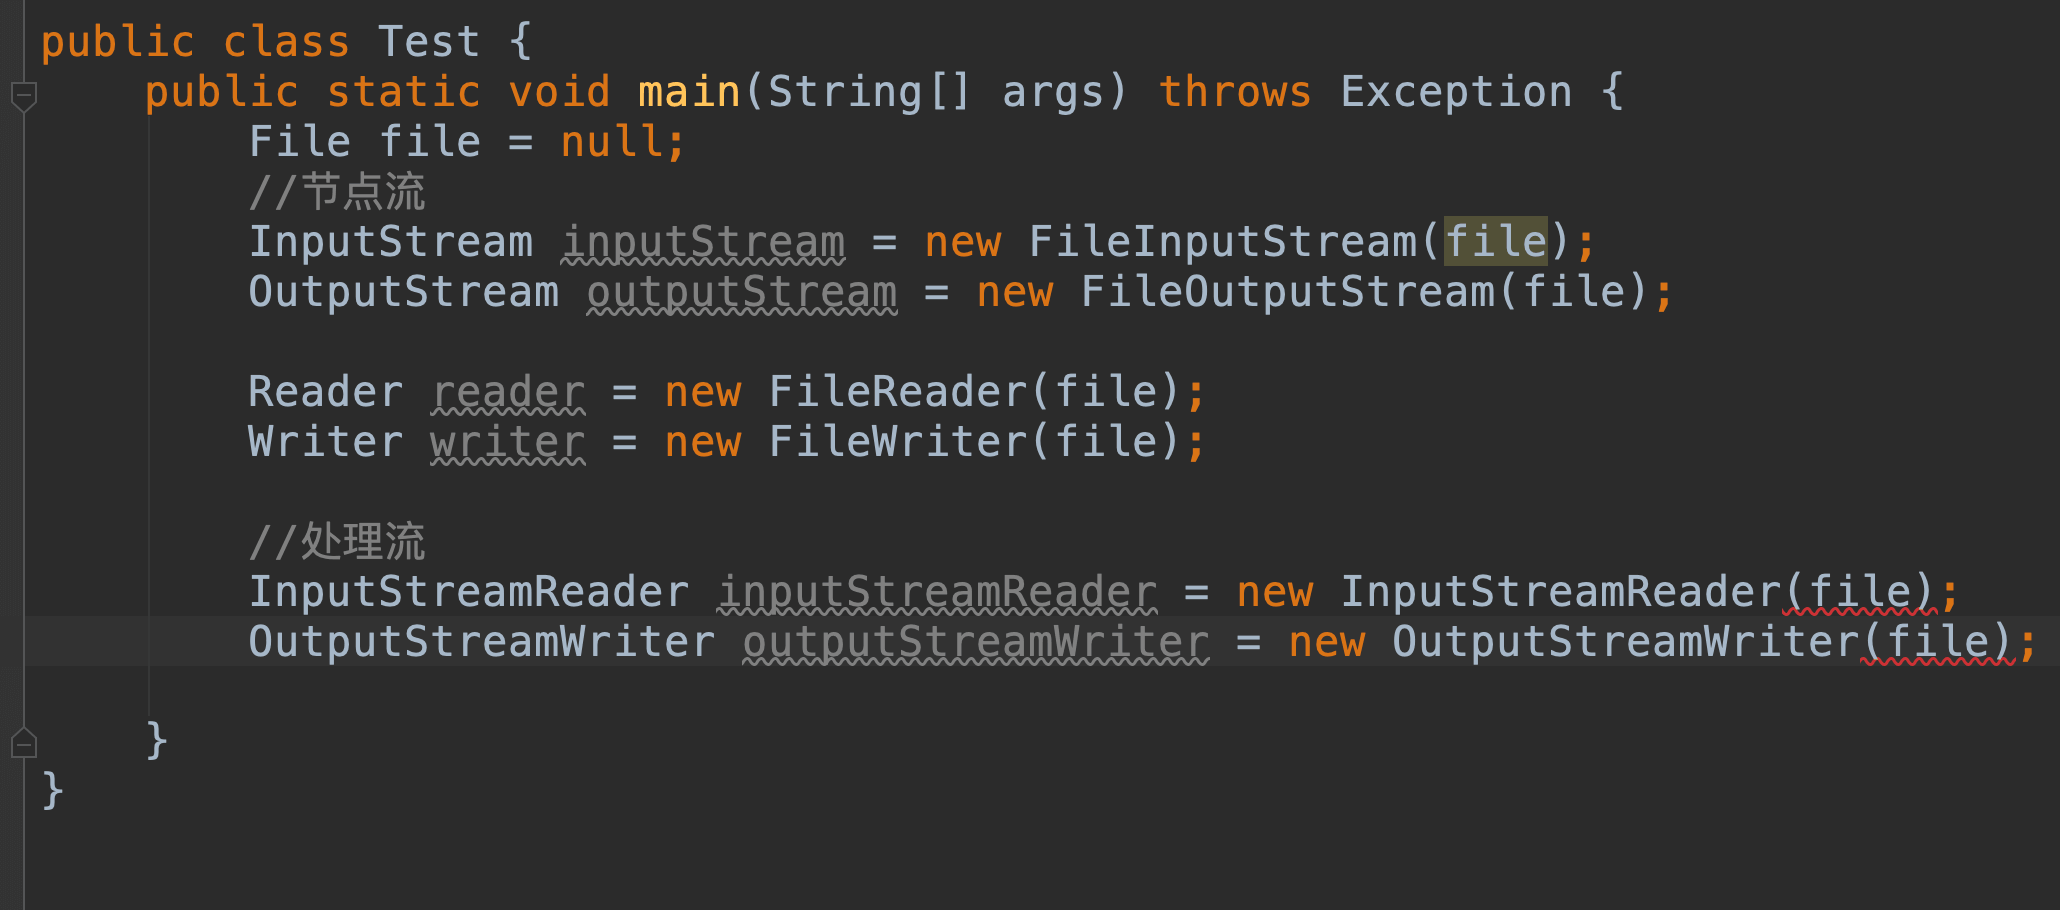 public class Test {
public static void main(String[] args) throws Exception {
File file = null;
//节点流
InputStream inputStream = new FileInputStream(file);
OutputStream outputStream = new FileOutputStream(file);
Reader reader = new FileReader(file);
Writer writer = new FileWriter(file);
//处理流
InputStreamReader inputStreamReader = new InputStreamReader(file);
OutputStreamWriter outputStreamWriter = new OutputStreamWriter(file);
}
}